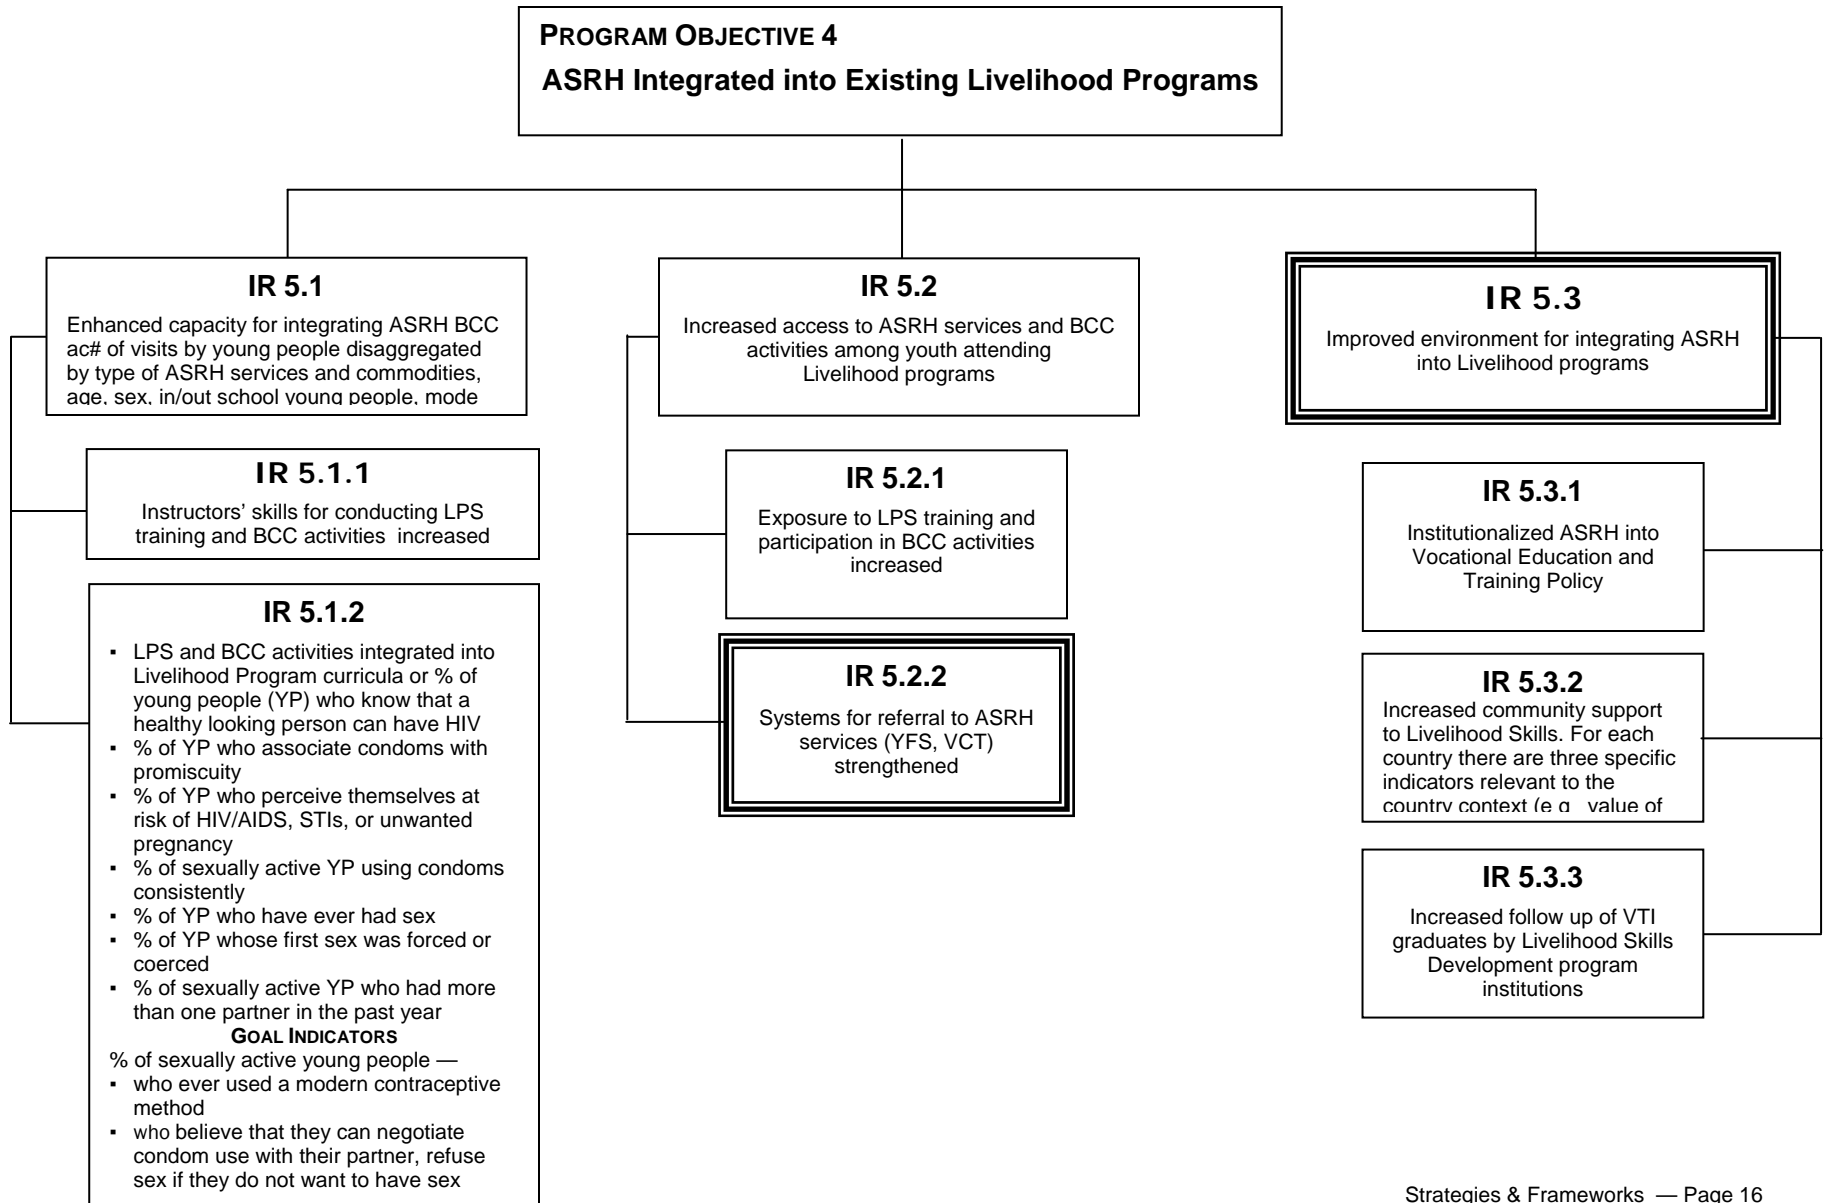 PROGRAM OBJECTIVE 4
ASRH Integrated into Existing Livelihood Programs
IR 5.1
Enhanced capacity for integrating ASRH BCC
ac# of visits by young people disaggregated
by type of ASRH services and commodities,
age, sex, in/out school young people, mode
IR 5.1.1
Instructors' skills for conducting LPS
training and BCC activities increased
IR 5.1.2
▪ LPS and BCC activities integrated into
Livelihood Program curricula or % of
young people (YP) who know that a
healthy looking person can have HIV
▪ % of YP who associate condoms with
promiscuity
▪ % of YP who perceive themselves at
risk of HIV/AIDS, STIs, or unwanted
pregnancy
▪ % of sexually active YP using condoms
consistently
▪ % of YP who have ever had sex
▪ % of YP whose first sex was forced or
coerced
▪ % of sexually active YP who had more
than one partner in the past year
GOAL INDICATORS
% of sexually active young people —
▪ who ever used a modern contraceptive
method
▪ who believe that they can negotiate
condom use with their partner, refuse
sex if they do not want to have sex
IR 5.2
Increased access to ASRH services and BCC
activities among youth attending
Livelihood programs
IR 5.2.1
Exposure to LPS training and
participation in BCC activities
increased
IR 5.2.2
Systems for referral to ASRH
services (YFS, VCT)
strengthened
IR 5.3
Improved environment for integrating ASRH
into Livelihood programs
IR 5.3.1
Institutionalized ASRH into
Vocational Education and
Training Policy
IR 5.3.2
Increased community support
to Livelihood Skills. For each
country there are three specific
indicators relevant to the
country context (e.g. value of
IR 5.3.3
Increased follow up of VTI
graduates by Livelihood Skills
Development program
institutions
Strategies & Frameworks — Page 16